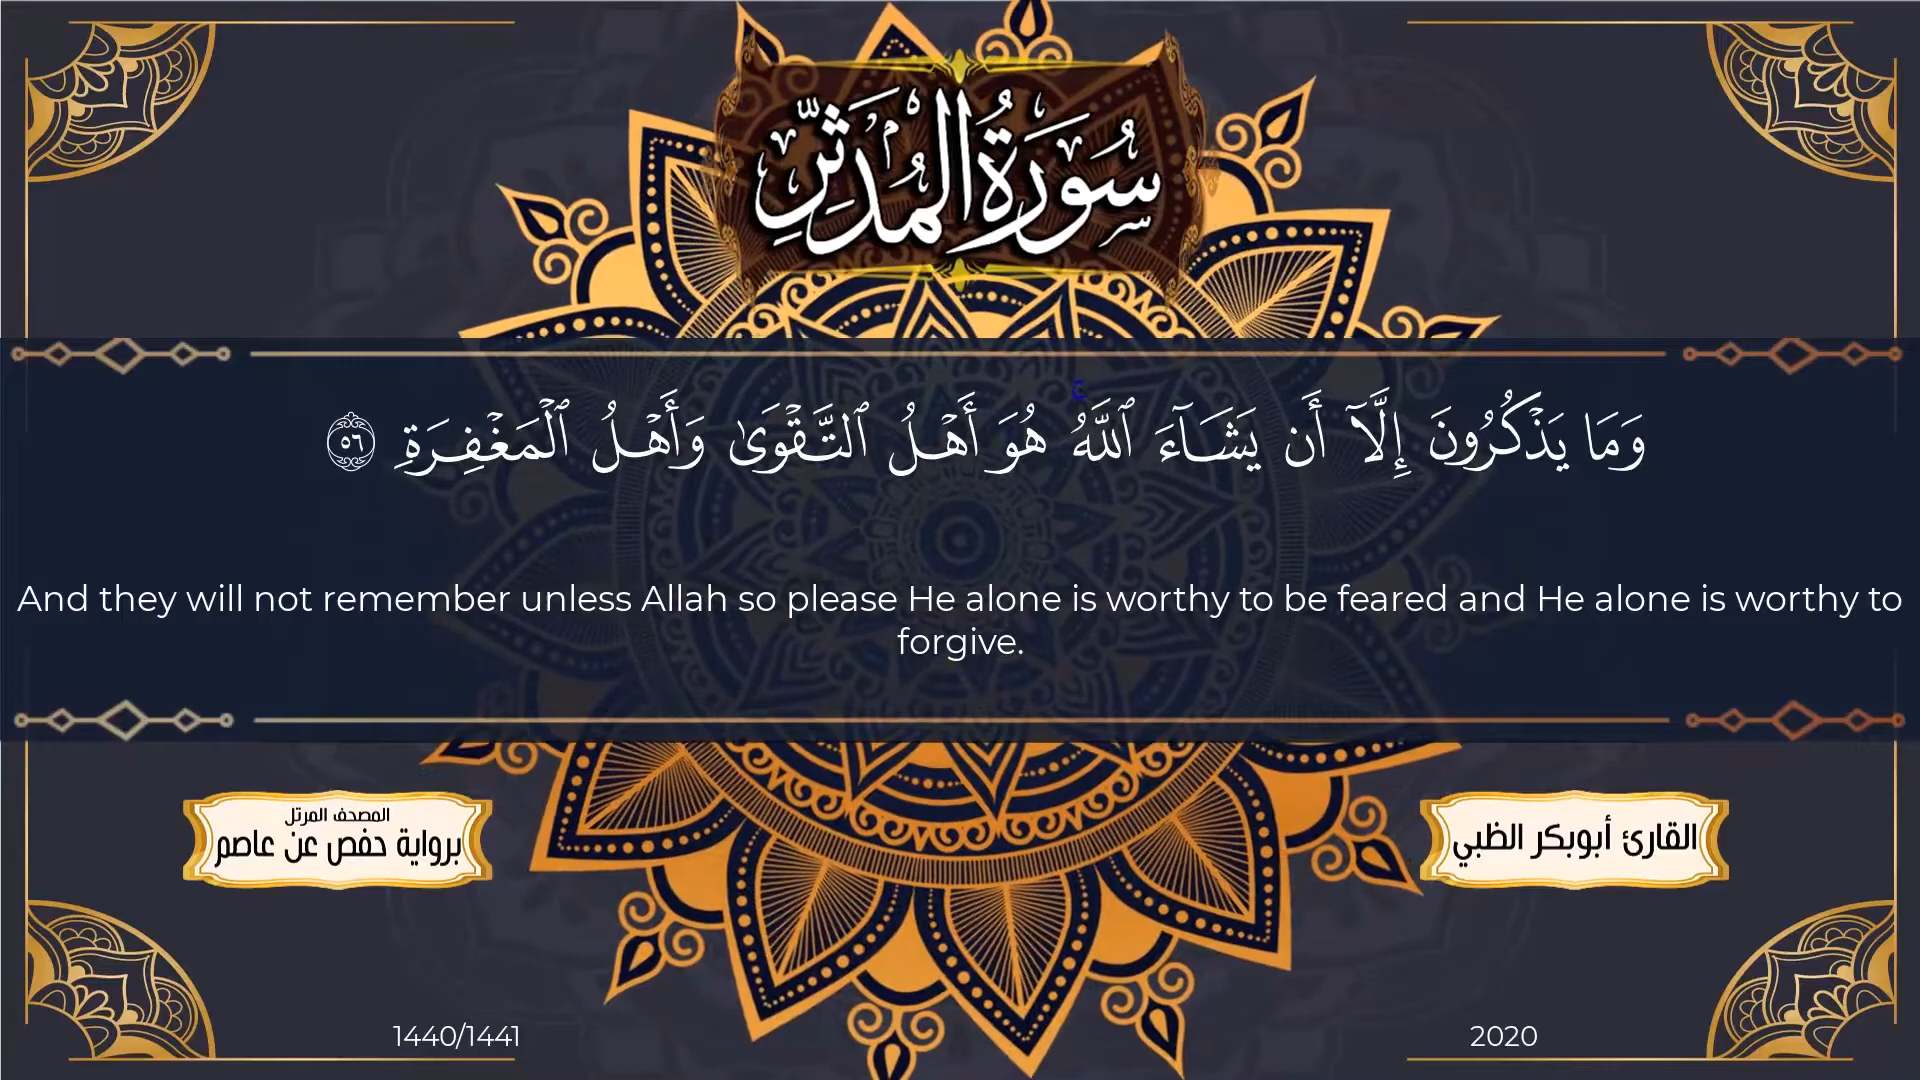 سُورَةُ الْمُدَّثِّرِ
وَمَا يَذْكُرُونَ إِلَّآ أَن يَشَآءَ ٱللَّهُ ۚ هُوَ أَهْلُ ٱلتَّقْوَىٰ وَأَهْلُ ٱلْمَغْفِرَةِ ٥٦
And they will not remember unless Allah so please He alone is worthy to be feared and He alone is worthy to
forgive.
القارئ أبوبكر الظبي
المصحف المرتل
برواية حفص عن عاصم
1440/1441
2020